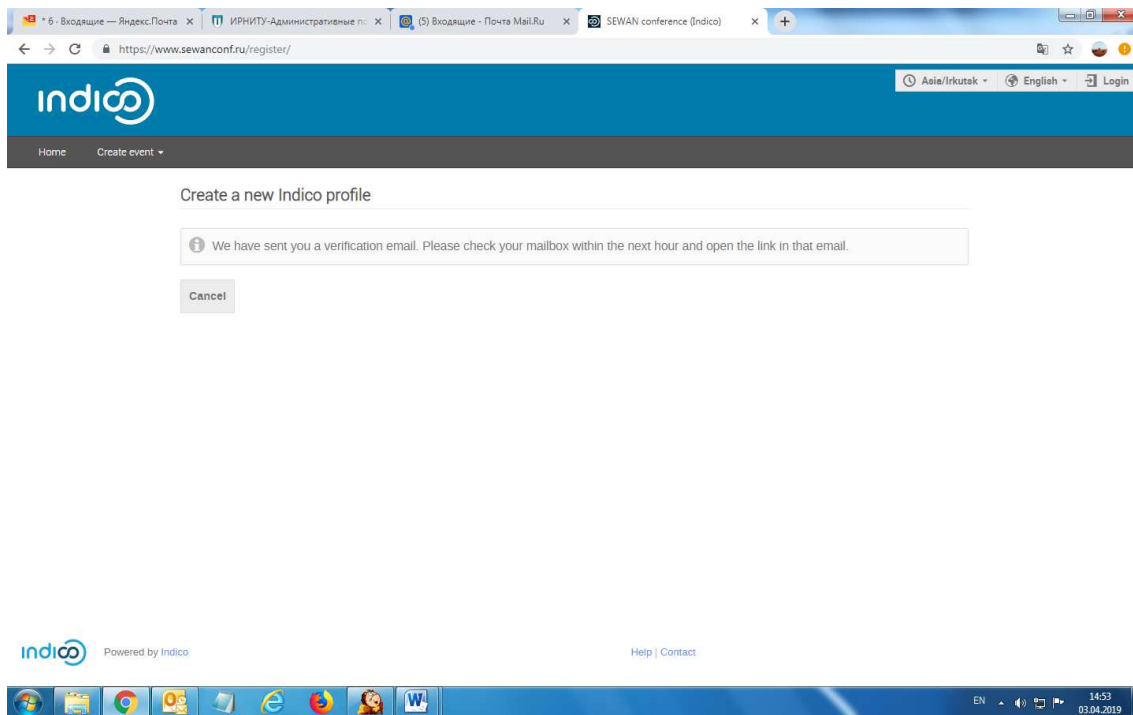 * 6 · Входящие — Яндекс.Почта
ИРНИТУ-Административные по
(5) Входящие - Почта Mail.Ru
SEWAN conference (Indico)
https://www.sewanconf.ru/register/
indico
Asia/Irkutsk
English
Login
Home
Create event
Create a new Indico profile
We have sent you a verification email. Please check your mailbox within the next hour and open the link in that email.
Cancel
indico
Powered by Indico
Help | Contact
EN
14:53
03.04.2019